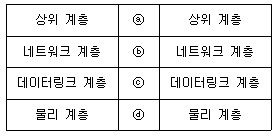 상위 계층 ⓐ 상위 계층
네트워크 계층 ⓑ 네트워크 계층
데이터링크 계층 ⓒ 데이터링크 계층
물리 계층 ⓓ 물리 계층